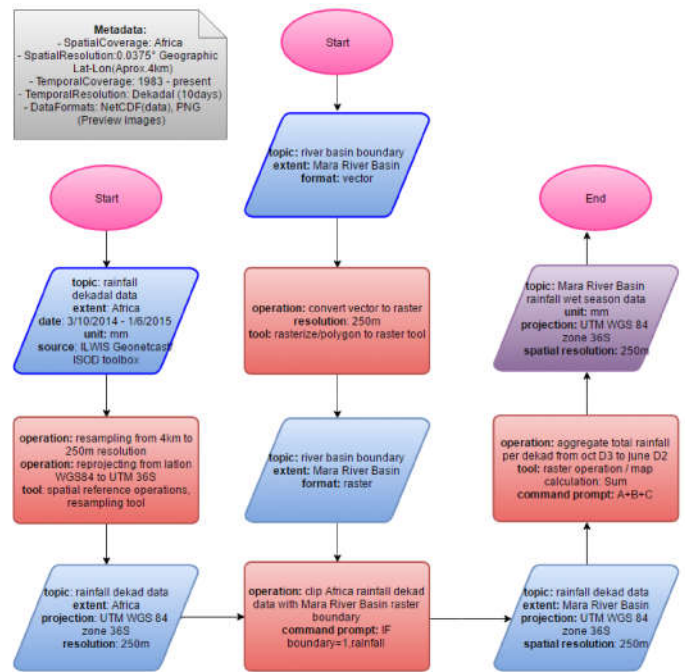 Metadata:
- SpatialCoverage: Africa
- SpatialResolution:0.0375° Geographic
Lat-Lon(Aprox.4km)
- TemporalCoverage: 1983 - present
- TemporalResolution: Dekadal (10days)
- DataFormats: NetCDF(data), PNG
(Preview images)
Start
topic: rainfall
dekadal data
extent: Africa
date: 3/10/2014 - 1/6/2015
unit: mm
source: ILWIS Geonetcast/
ISOD toolbox
operation: resampling from 4km to
250m resolution
operation: reprojecting from latlon
WGS84 to UTM 36S
tool: spatial reference operations,
resampling tool
topic: rainfall dekad data
extent: Africa
projection: UTM WGS 84
zone 36S
resolution: 250m
Start
topic: river basin boundary
extent: Mara River Basin
format: vector
operation: convert vector to raster
resolution: 250m
tool: rasterize/polygon to raster tool
topic: river basin boundary
extent: Mara River Basin
format: raster
operation: clip Africa rainfall dekad
data with Mara River Basin raster
boundary
command prompt: IF
boundary=1,rainfall
topic: rainfall dekad data
extent: Mara River Basin
projection: UTM WGS 84
zone 36S
spatial resolution: 250m
operation: aggregate total rainfall
per dekad from oct D3 to june D2
tool: raster operation / map
calculation: Sum
command prompt: A+B+C
topic: Mara River Basin
rainfall wet season data
unit: mm
projection: UTM WGS 84
zone 36S
spatial resolution: 250m
End